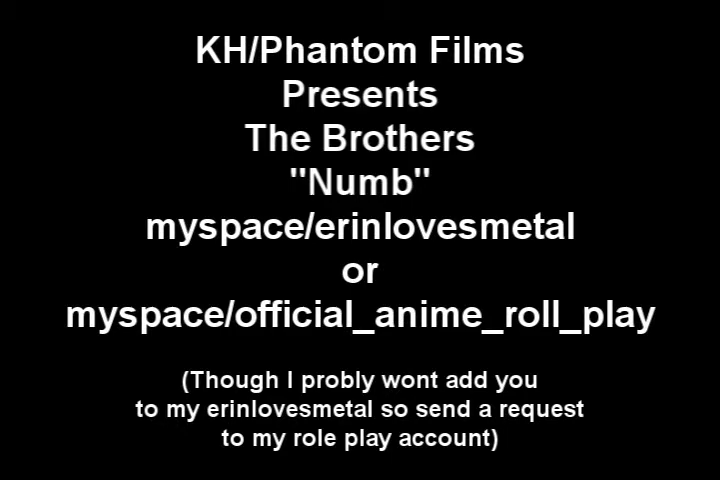 KH/Phantom Films
Presents
The Brothers
"Numb"
myspace/erinlovesmetal
or
myspace/official_anime_roll_play
(Though I probly wont add you
to my erinlovesmetal so send a request
to my role play account)